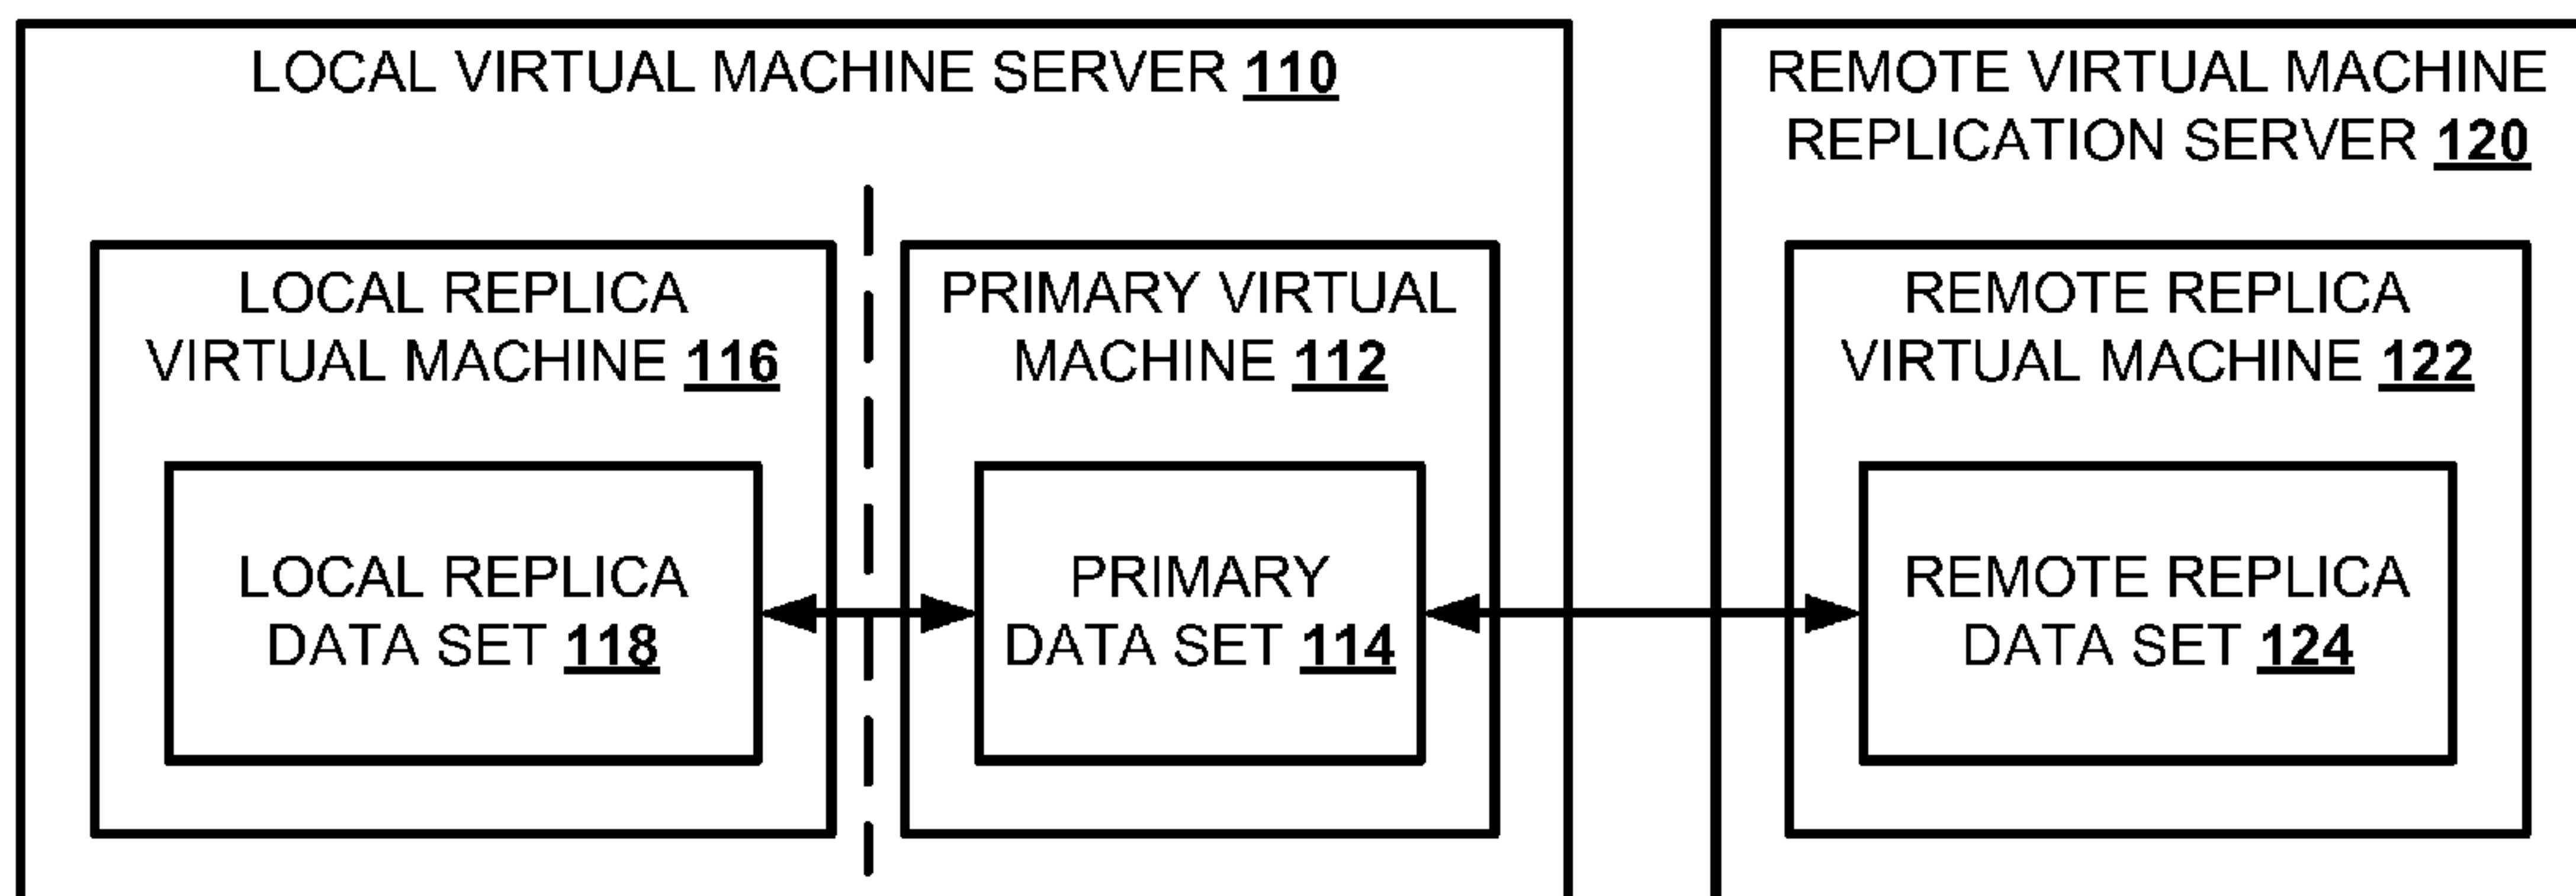 LOCAL VIRTUAL MACHINE SERVER 110
LOCAL REPLICA
VIRTUAL MACHINE 116
LOCAL REPLICA
DATA SET 118
PRIMARY VIRTUAL
MACHINE 112
PRIMARY
DATA SET 114
REMOTE VIRTUAL MACHINE
REPLICATION SERVER 120
REMOTE REPLICA
VIRTUAL MACHINE 122
REMOTE REPLICA
DATA SET 124